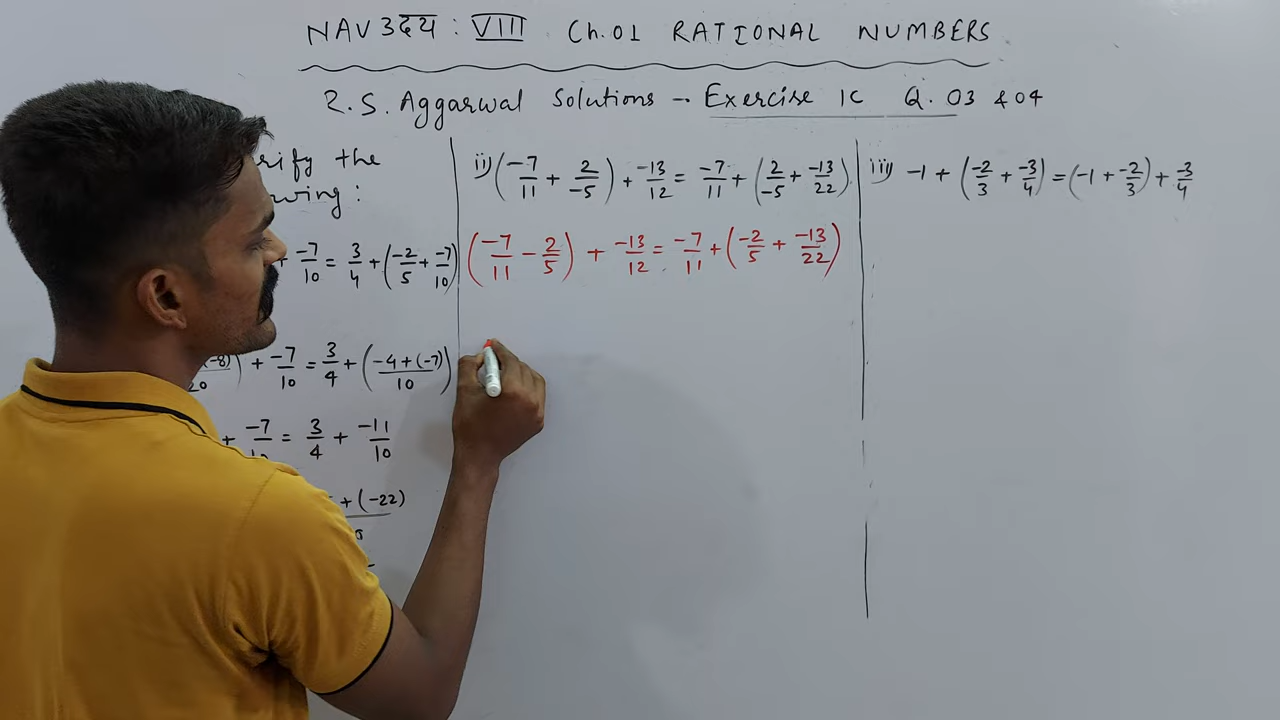 NAVउदय : VIII Ch.01 RATIONAL NUMBERS
R.S. Aggarwal Solutions – Exercise 1C Q. 03 & 04
rify the
wing :
+ -7/10 = 3/4 + (-2/5 + -7/10)
(-8)/20) + -7/10 = 3/4 + (-4+(-7)/10)
+ -7/10 = 3/4 + -11/10
+(-22)
ii) (-7/11 + 2/-5) + -13/12 = -7/11 + (2/-5 + -13/22)
(-7/11 - 2/5) + -13/12 = -7/11 + (-2/5 + -13/22)
iii) -1 + (-2/3 + -3/4) = (-1 + -2/3) + -3/4